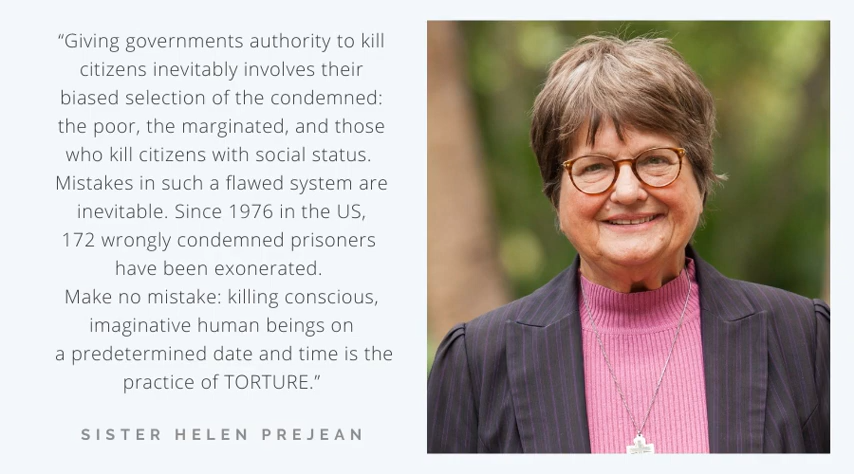 “Giving governments authority to kill
citizens inevitably involves their
biased selection of the condemned:
the poor, the marginated, and those
who kill citizens with social status.
Mistakes in such a flawed system are
inevitable. Since 1976 in the US,
172 wrongly condemned prisoners
have been exonerated.
Make no mistake: killing conscious,
imaginative human beings on
a predetermined date and time is the
practice of TORTURE.”
SISTER HELEN PREJEAN